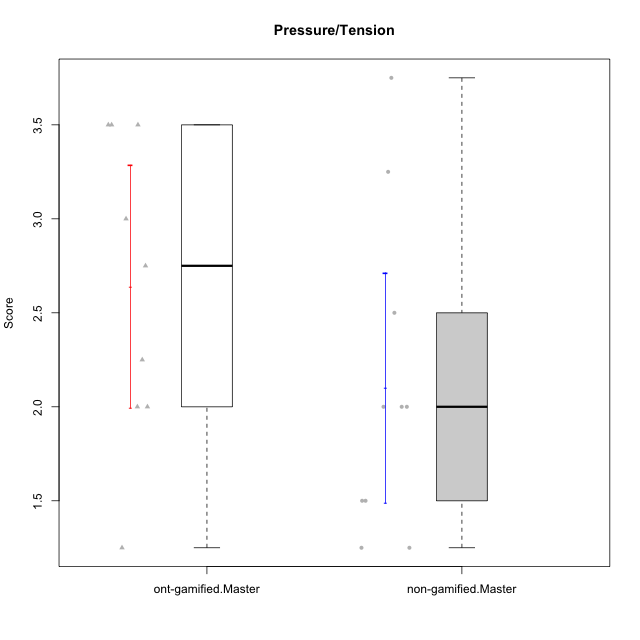 Pressure/Tension
Score
3.5
3.0
2.5
2.0
1.5
ont-gamified.Master
non-gamified.Master